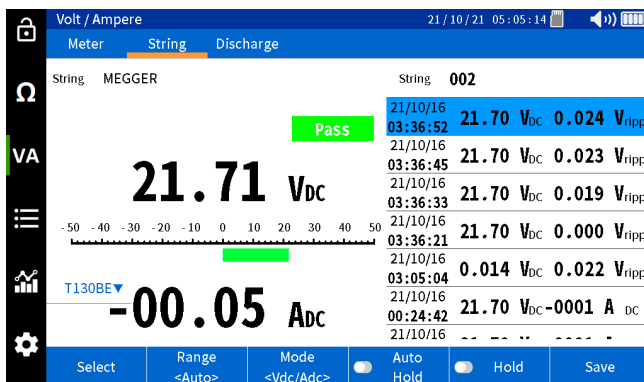 Volt / Ampere
21/10/21 05:05:14
Meter String Discharge
String MEGGER
String 002
Ω
VA
Pass
21.71 VDC
-50 -40 -30 -20 -10 0 10 20 30 40 50
T130BE▼
-00.05 ADC
21/10/16
03:36:52 21.70 VDC 0.024 Vripp
21/10/16
03:36:45 21.70 VDC 0.023 Vripp
21/10/16
03:36:33 21.70 VDC 0.019 Vripp
21/10/16
03:36:21 21.70 VDC 0.000 Vripp
21/10/16
03:05:04 0.014 VDC 0.022 Vripp
21/10/16
00:24:42 21.70 VDC -0001 A DC
21/10/16
Select
Range
<Auto>
Mode
<Vdc/Adc>
Auto
Hold
Hold
Save